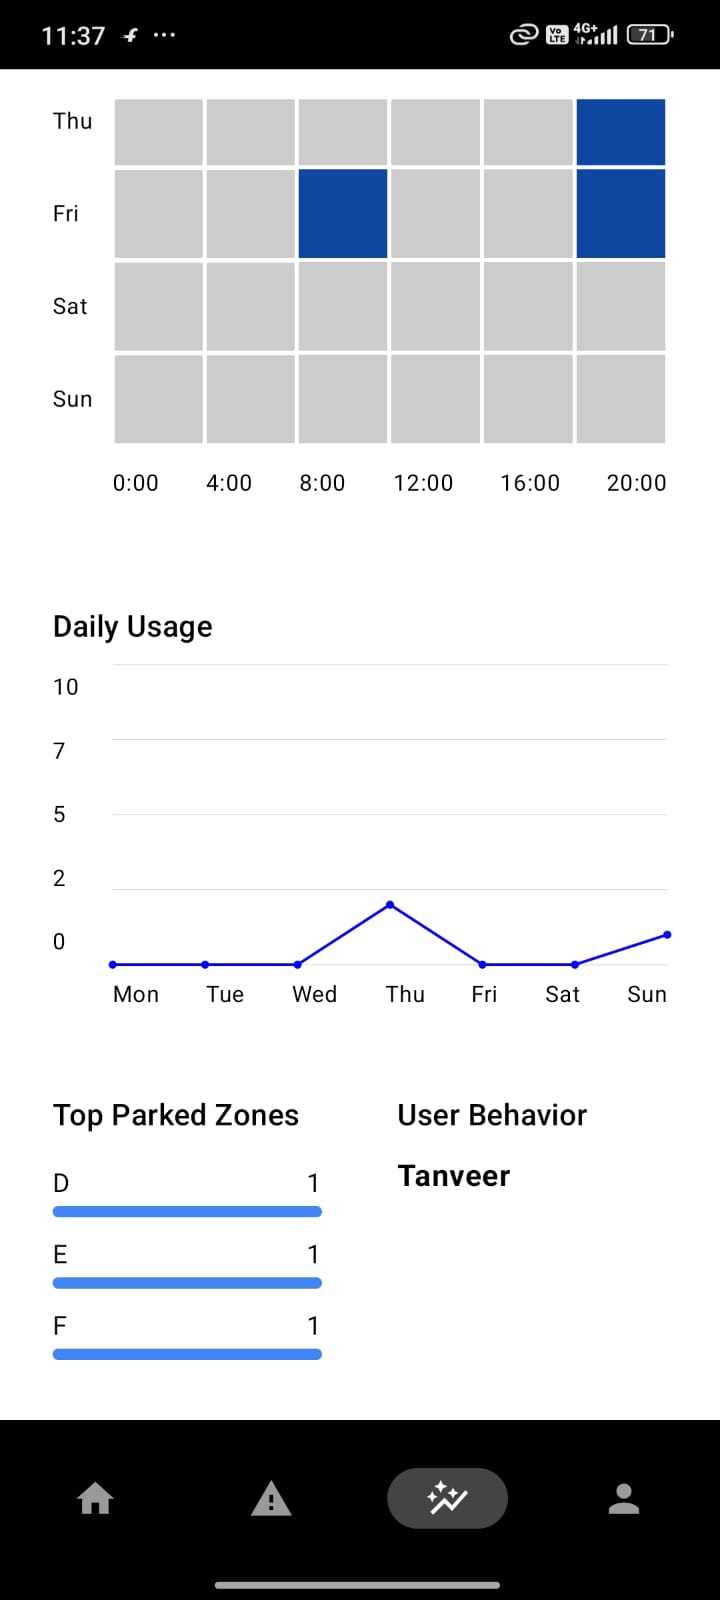 11:37 ... Vo LTE 4G+ 71
Thu
Fri
Sat
Sun
0:00 4:00 8:00 12:00 16:00 20:00
Daily Usage
10
7
5
2
0
Mon Tue Wed Thu Fri Sat Sun
Top Parked Zones
D 1
E 1
F 1
User Behavior
Tanveer